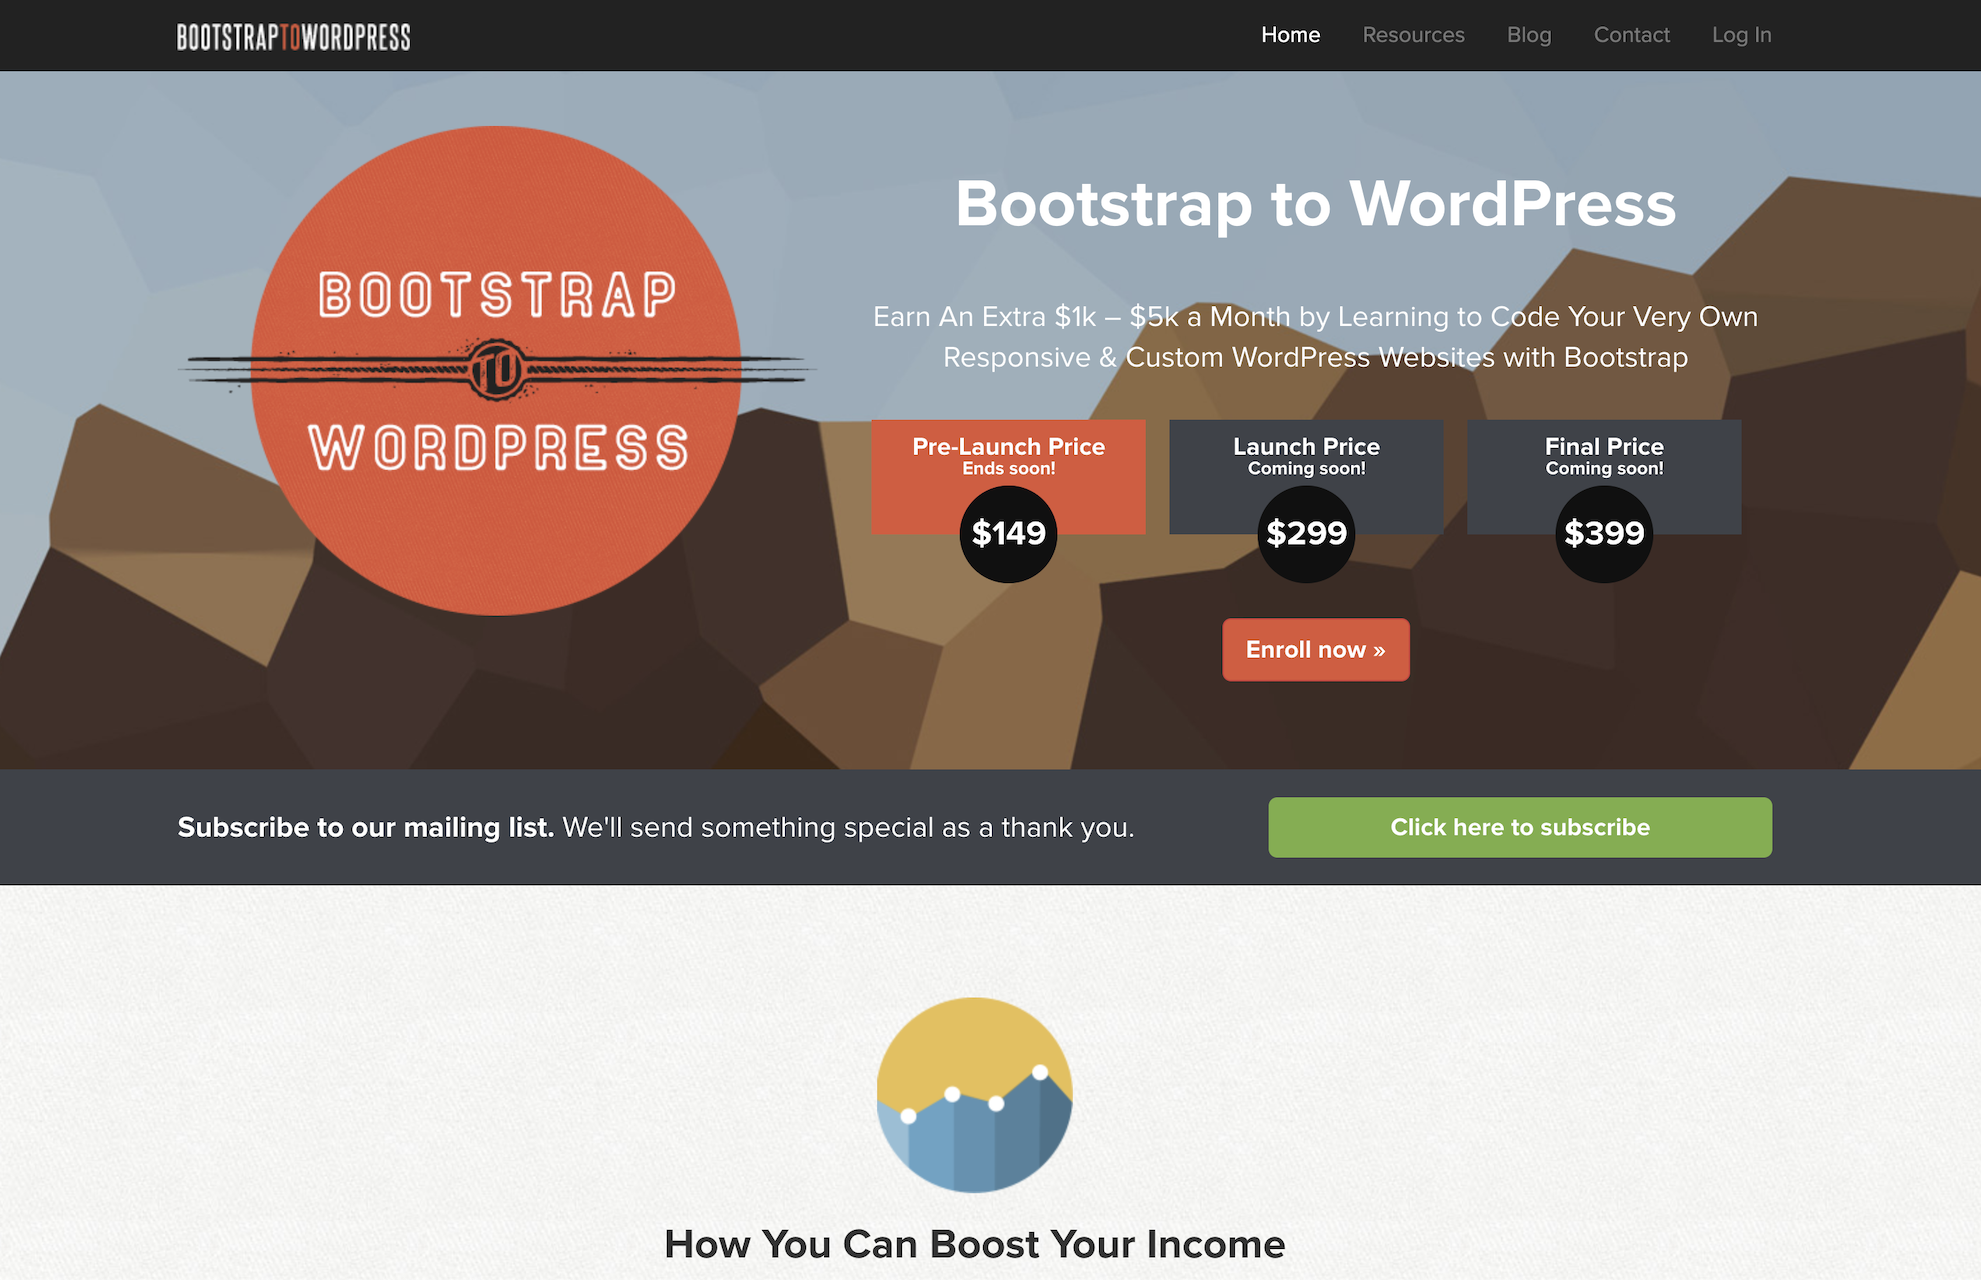 BOOTSTRAPTOWORDPRESS
Home Resources Blog Contact Log In
BOOTSTRAP
TO
WORDPRESS
Bootstrap to WordPress
Earn An Extra $1k – $5k a Month by Learning to Code Your Very Own
Responsive & Custom WordPress Websites with Bootstrap
Pre-Launch Price
Ends soon!
$149
Launch Price
Coming soon!
$299
Final Price
Coming soon!
$399
Enroll now »
Subscribe to our mailing list. We'll send something special as a thank you.
Click here to subscribe
How You Can Boost Your Income